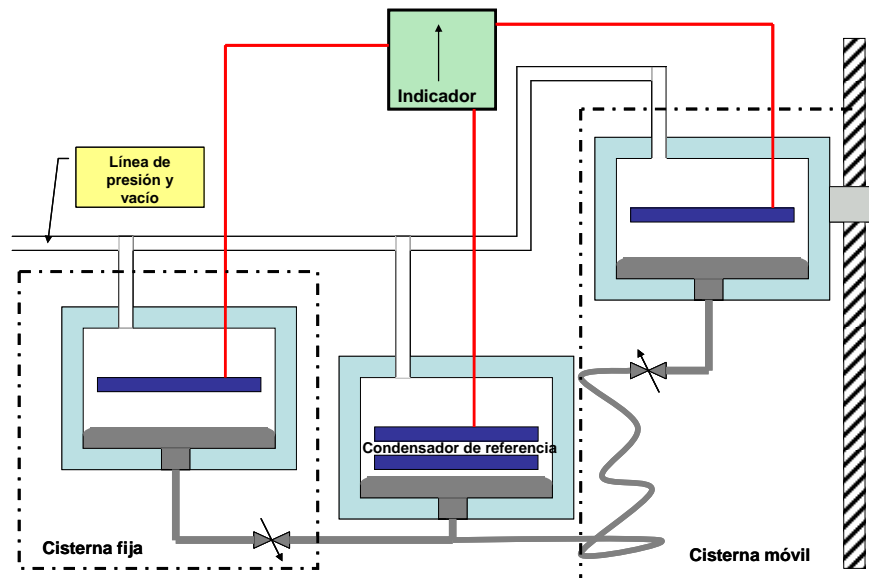 Indicador
Línea de
presión y
vacío
Condensador de referencia
Cisterna fija
Cisterna móvil